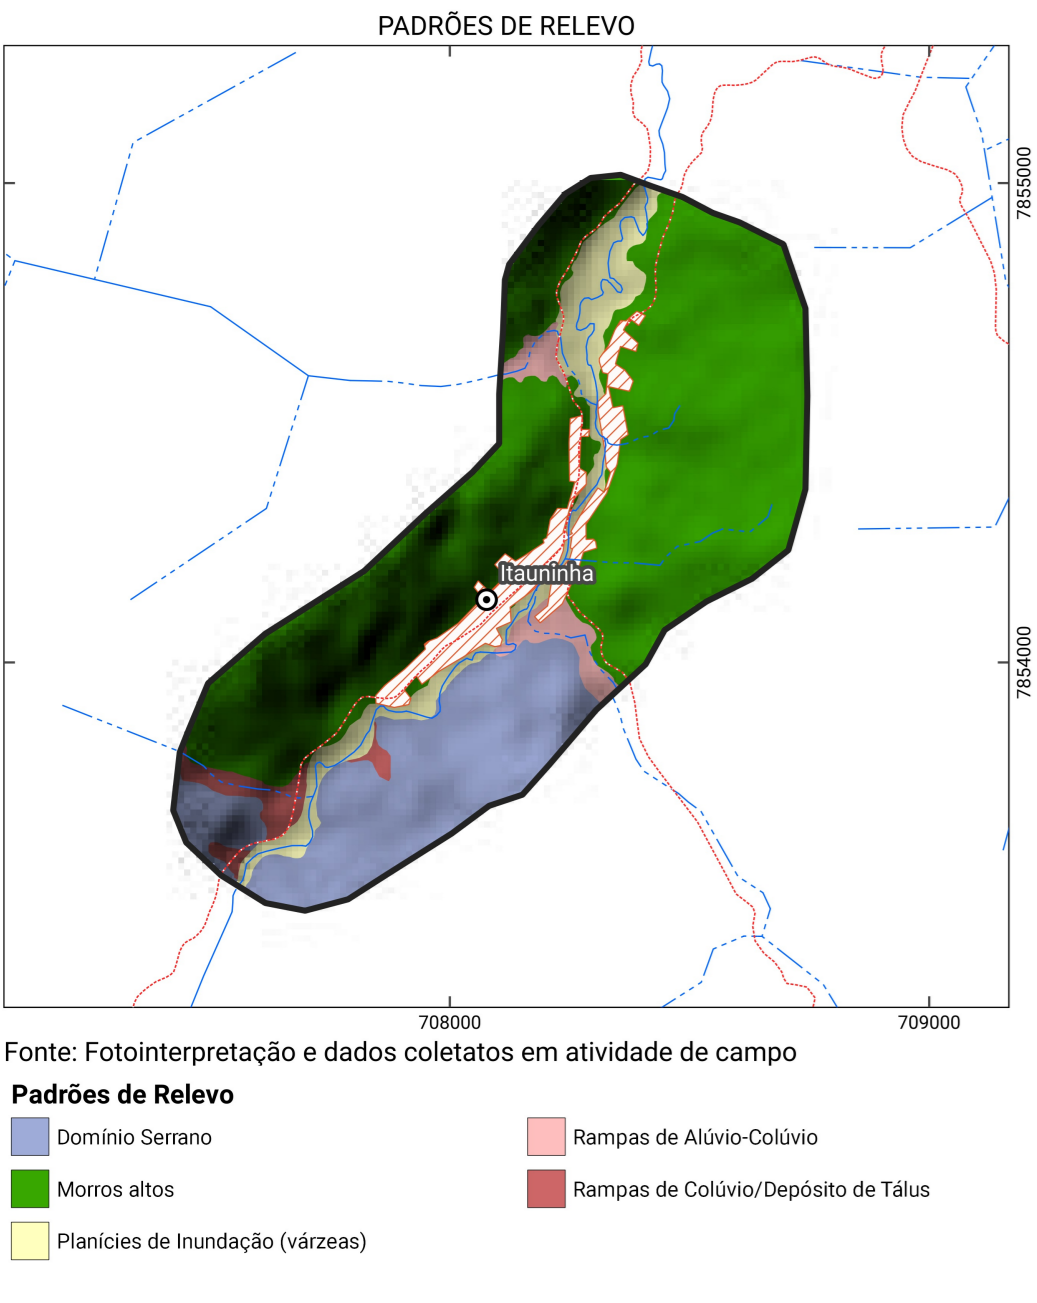 PADRÕES DE RELEVO
7855000
Itauninha
7854000
708000
709000
Fonte: Fotointerpretação e dados coletatos em atividade de campo
Padrões de Relevo
Domínio Serrano
Morros altos
Planícies de Inundação (várzeas)
Rampas de Alúvio-Colúvio
Rampas de Colúvio/Depósito de Tálus